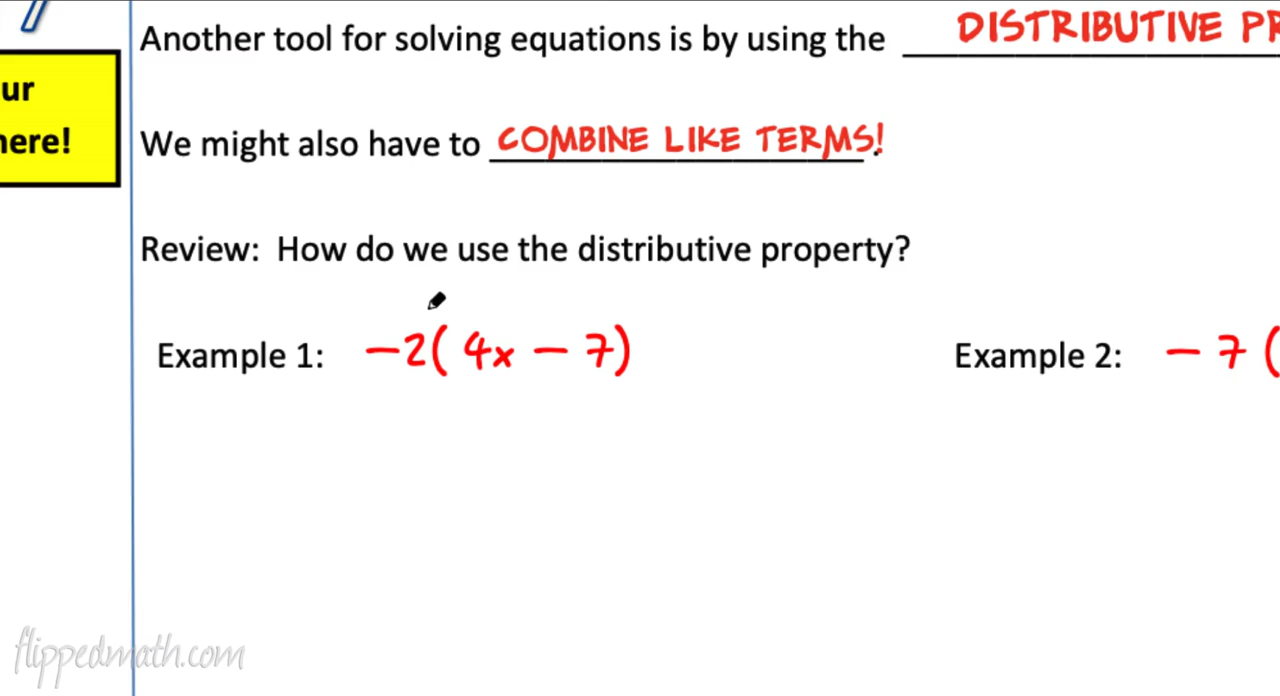 Another tool for solving equations is by using the DISTRIBUTIVE
ur
here!
We might also have to COMBINE LIKE TERMS!.
Review: How do we use the distributive property?
Example 1: −2( 4x − 7) Example 2: − 7 (
flippedmath.com